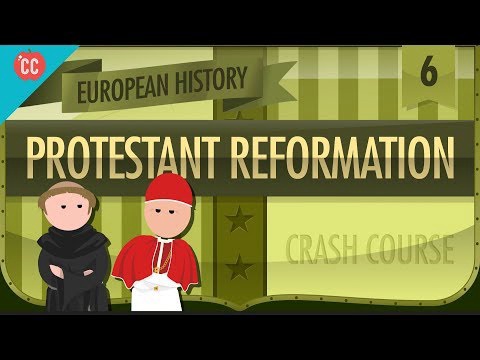 CC
EUROPEAN HISTORY
6
PROTESTANT REFORMATION
CRASH COURSE